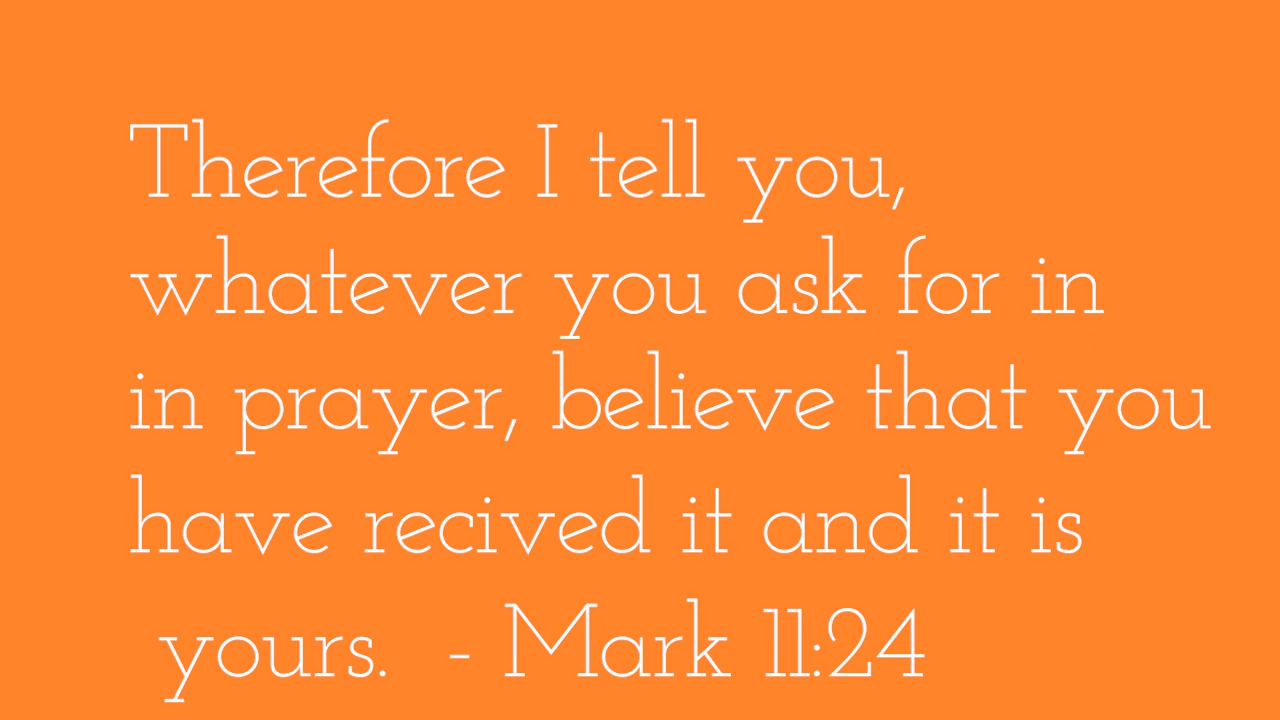 Therefore I tell you,
whatever you ask for in
in prayer, believe that you
have recived it and it is
yours. - Mark 11:24